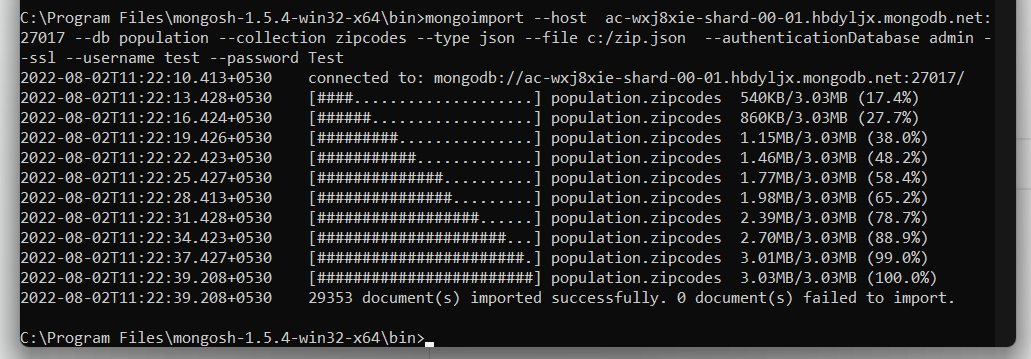 C:\Program Files\mongosh-1.5.4-win32-x64\bin>mongoimport --host  ac-wxj8xie-shard-00-01.hbdyljx.mongodb.net:
27017 --db population --collection zipcodes --type json --file c:/zip.json  --authenticationDatabase admin -
-ssl --username test --password Test
2022-08-02T11:22:10.413+0530    connected to: mongodb://ac-wxj8xie-shard-00-01.hbdyljx.mongodb.net:27017/
2022-08-02T11:22:13.428+0530    [####....................] population.zipcodes  540KB/3.03MB (17.4%)
2022-08-02T11:22:16.424+0530    [######..................] population.zipcodes  860KB/3.03MB (27.7%)
2022-08-02T11:22:19.426+0530    [#########...............] population.zipcodes  1.15MB/3.03MB (38.0%)
2022-08-02T11:22:22.423+0530    [###########.............] population.zipcodes  1.46MB/3.03MB (48.2%)
2022-08-02T11:22:25.427+0530    [##############..........] population.zipcodes  1.77MB/3.03MB (58.4%)
2022-08-02T11:22:28.413+0530    [###############.........] population.zipcodes  1.98MB/3.03MB (65.2%)
2022-08-02T11:22:31.428+0530    [##################......] population.zipcodes  2.39MB/3.03MB (78.7%)
2022-08-02T11:22:34.423+0530    [#####################...] population.zipcodes  2.70MB/3.03MB (88.9%)
2022-08-02T11:22:37.427+0530    [#######################.] population.zipcodes  3.01MB/3.03MB (99.0%)
2022-08-02T11:22:39.208+0530    [########################] population.zipcodes  3.03MB/3.03MB (100.0%)
2022-08-02T11:22:39.208+0530    29353 document(s) imported successfully. 0 document(s) failed to import.
C:\Program Files\mongosh-1.5.4-win32-x64\bin>